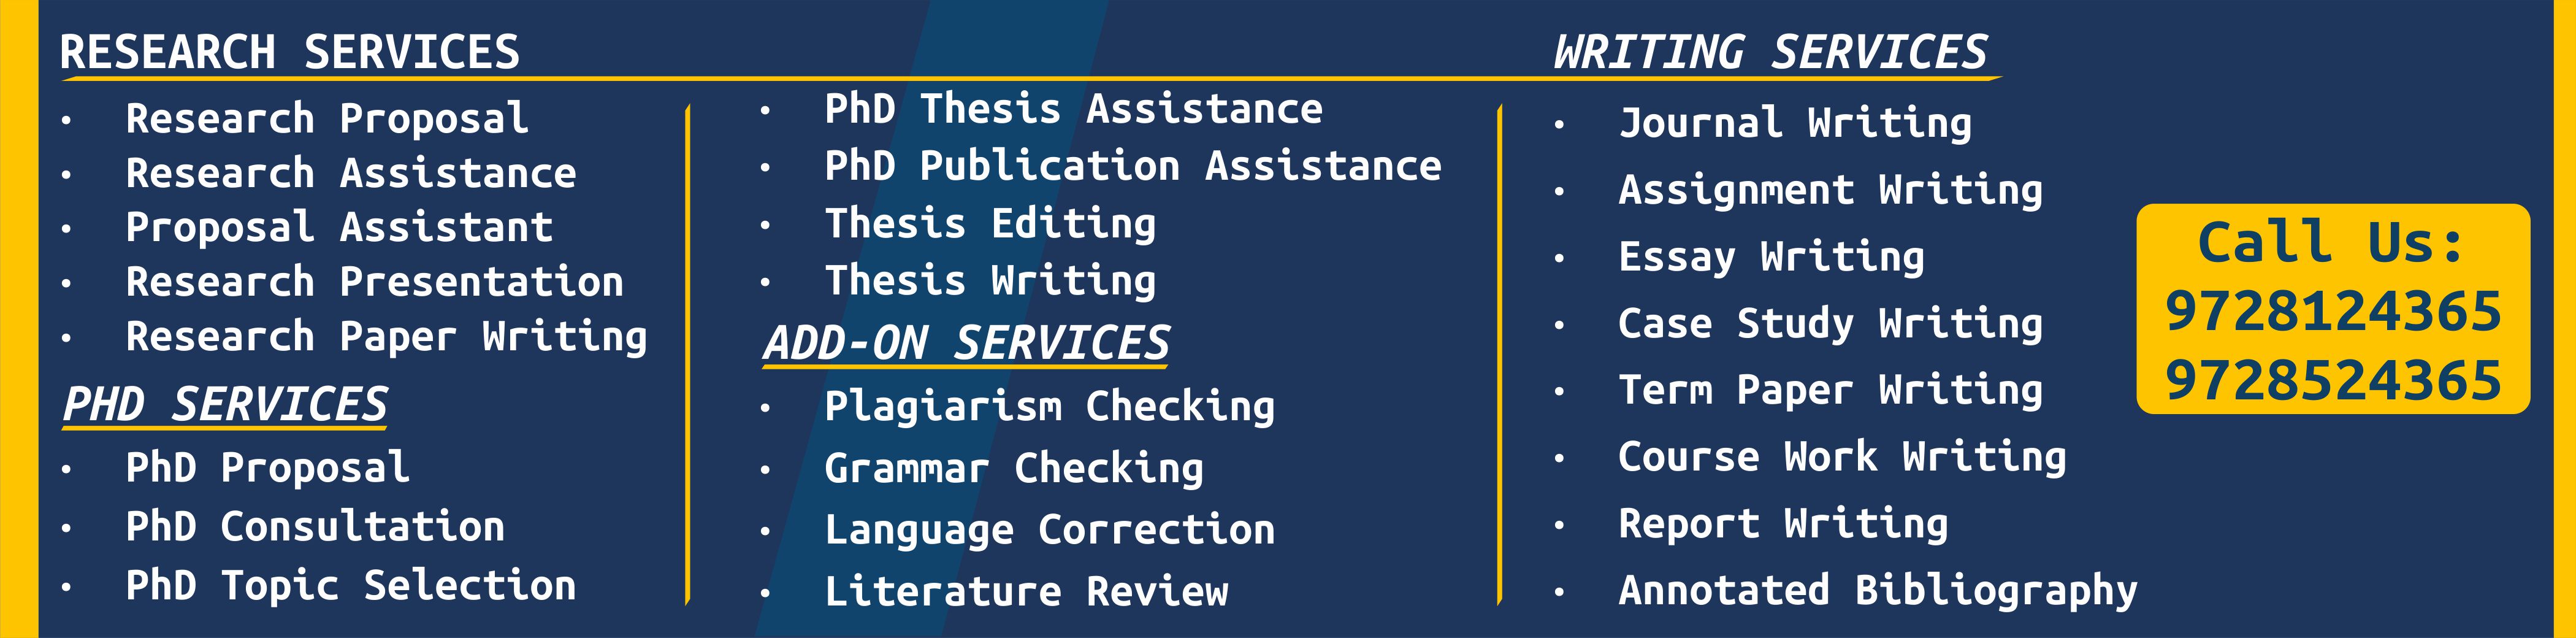 RESEARCH SERVICES
• Research Proposal
• Research Assistance
• Proposal Assistant
• Research Presentation
• Research Paper Writing
PHD SERVICES
• PhD Proposal
• PhD Consultation
• PhD Topic Selection
• PhD Thesis Assistance
• PhD Publication Assistance
• Thesis Editing
• Thesis Writing
ADD-ON SERVICES
• Plagiarism Checking
• Grammar Checking
• Language Correction
• Literature Review
WRITING SERVICES
• Journal Writing
• Assignment Writing
• Essay Writing
• Case Study Writing
• Term Paper Writing
• Course Work Writing
• Report Writing
• Annotated Bibliography
Call Us:
9728124365
9728524365